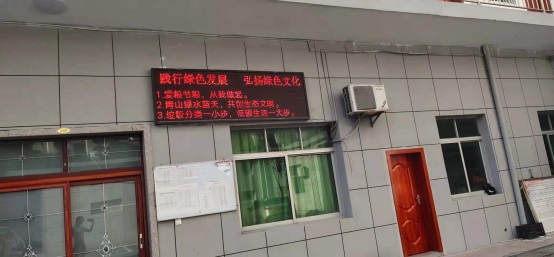 践行绿色发展 弘扬绿色文化
1.爱粮节粮，从我做起。
2.青山绿水蓝天，共创生态文明。
3.垃圾分类一小步，低碳生活一大步。